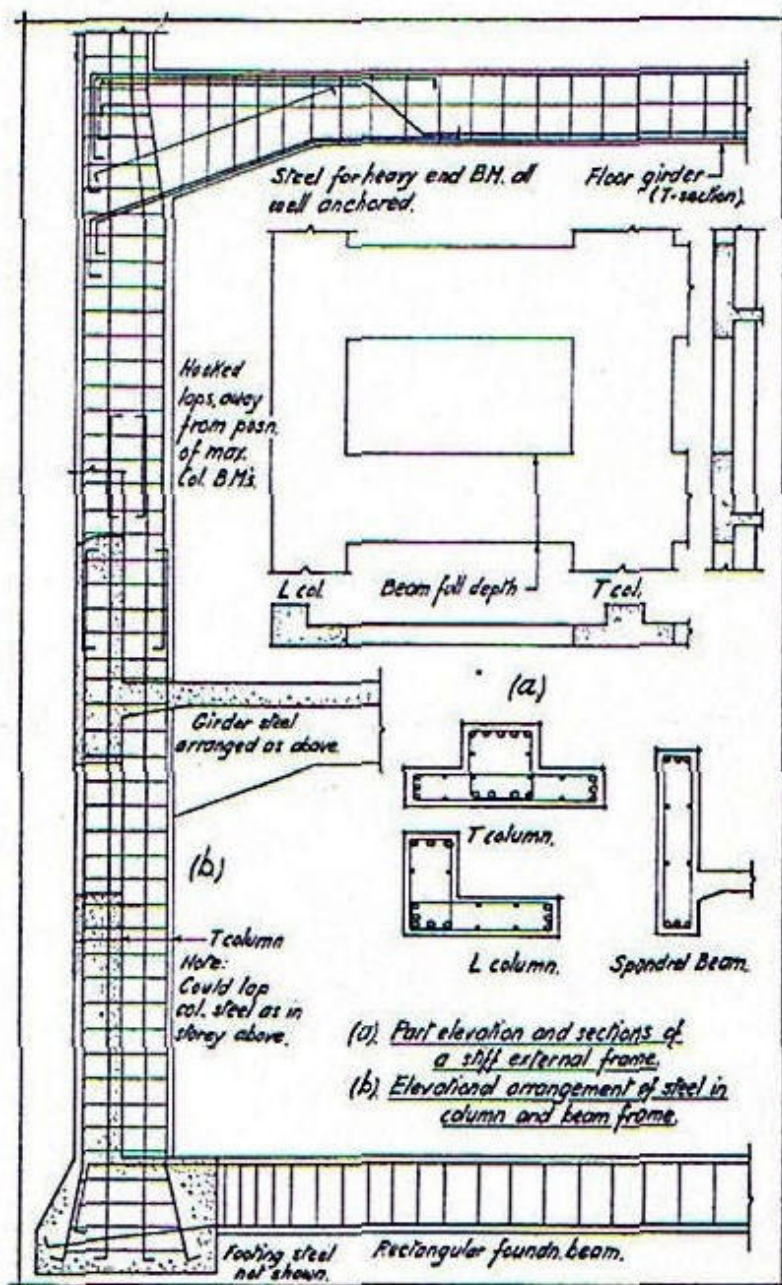 Steel for heavy end B.M. all
well anchored.
Floor girder
(T-section).
Hooked
laps, away
from posn.
of max.
Col. B.M's.
L col.
Beam full depth
T col.
(a)
Girder steel
arranged as above.
T column.
(b)
L column.
Spandrel Beam.
T column
Note:
Could lap
col. steel as in
storey above.
(a) Part elevation and sections of
a stiff external frame.
(b) Elevational arrangement of steel in
column and beam frame.
Footing steel
not shown.
Rectangular foundn. beam.